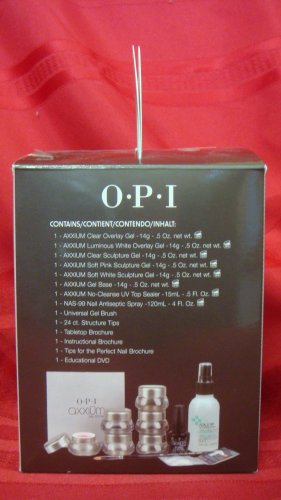 O·P·I
CONTAINS/CONTIENT/CONTENDO/INHALT:
1 - AXXIUM Clear Overlay Gel -14g - .5 Oz. net wt.
1 - AXXIUM Luminous White Overlay Gel -14g - .5 Oz. net wt.
1 - AXXIUM Clear Sculpture Gel - 14g - .5 Oz. net wt.
1 - AXXIUM Soft Pink Sculpture Gel - 14g - .5 Oz. net wt.
1 - AXXIUM Soft White Sculpture Gel - 14g - .5 Oz. net wt.
1 - AXXIUM Gel Base - 14g - .5 Oz. net wt.
1 - AXXIUM No-Cleanse UV Top Sealer - 15mL - .5 Fl. Oz.
1 - NAS-99 Nail Antiseptic Spray -120mL - 4 Fl. Oz.
1 - Universal Gel Brush
1 - 24 ct. Structure Tips
1 - Tabletop Brochure
1 - Instructional Brochure
1 - Tips for the Perfect Nail Brochure
1 - Educational DVD
O·P·I
axxiūm